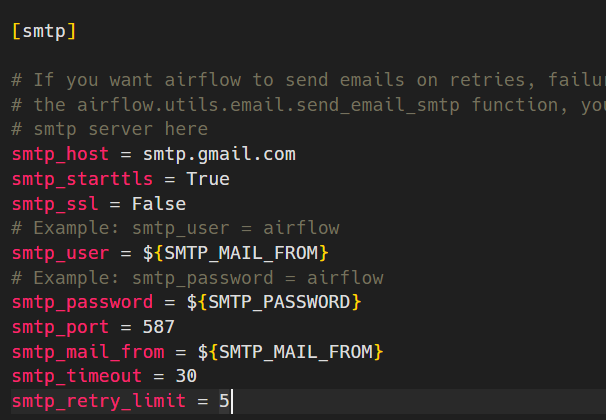 [smtp]
# If you want airflow to send emails on retries,
# the airflow.utils.email.send_email_smtp function,
# smtp server here
smtp_host = smtp.gmail.com
smtp_starttls = True
smtp_ssl = False
# Example: smtp_user = airflow
smtp_user = ${SMTP_MAIL_FROM}
# Example: smtp_password = airflow
smtp_password = ${SMTP_PASSWORD}
smtp_port = 587
smtp_mail_from = ${SMTP_MAIL_FROM}
smtp_timeout = 30
smtp_retry_limit = 5